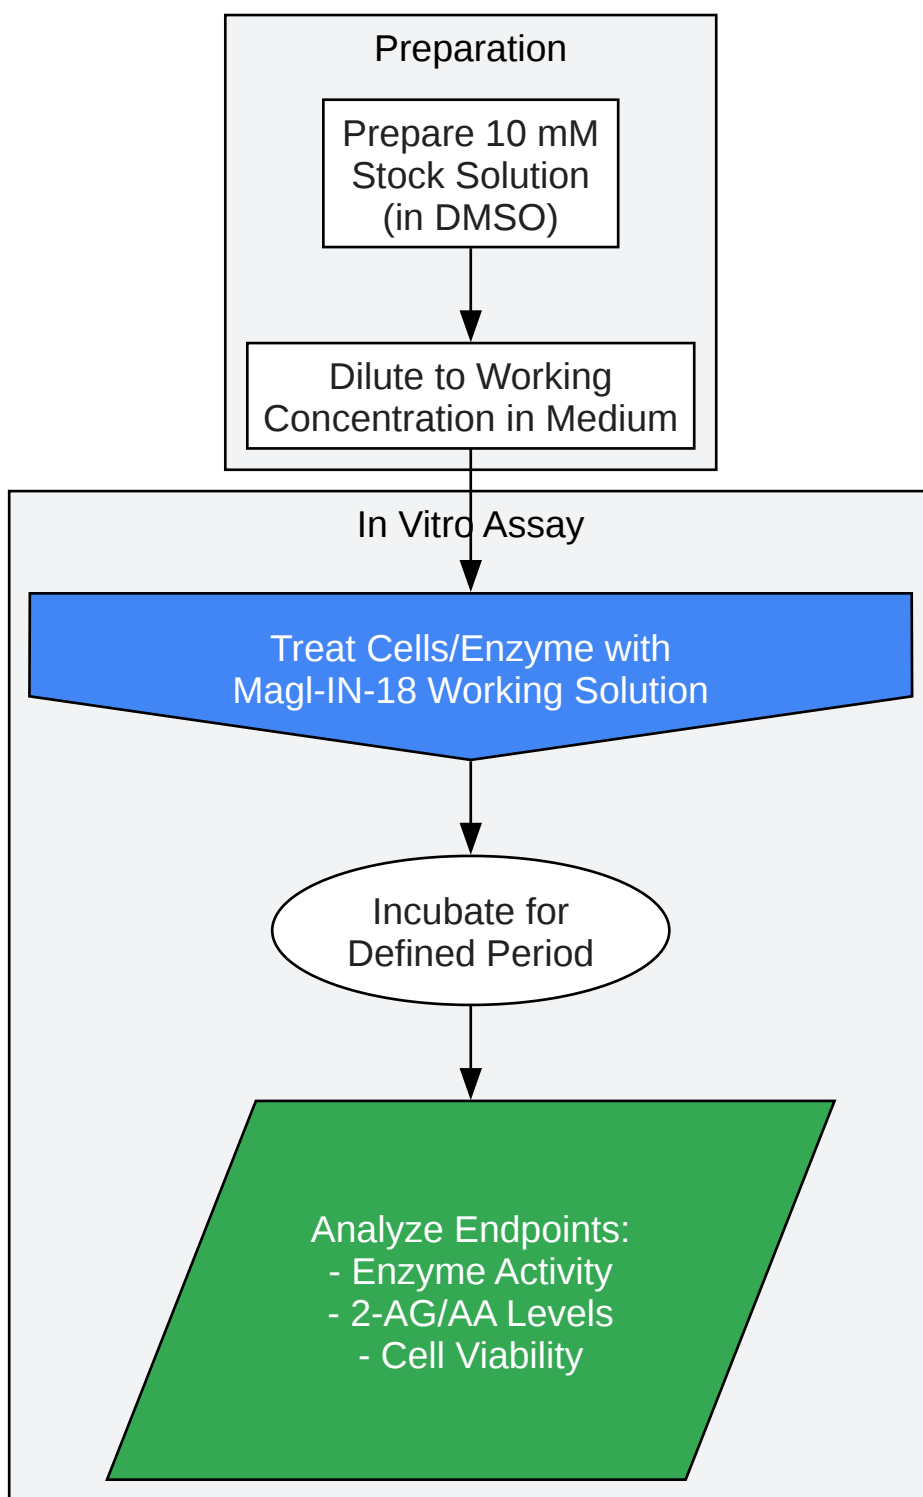 Preparation
Prepare 10 mM
Stock Solution
(in DMSO)
Dilute to Working
Concentration in Medium
In Vitro Assay
Treat Cells/Enzyme with
Magl-IN-18 Working Solution
Incubate for
Defined Period
Analyze Endpoints:
- Enzyme Activity
- 2-AG/AA Levels
- Cell Viability